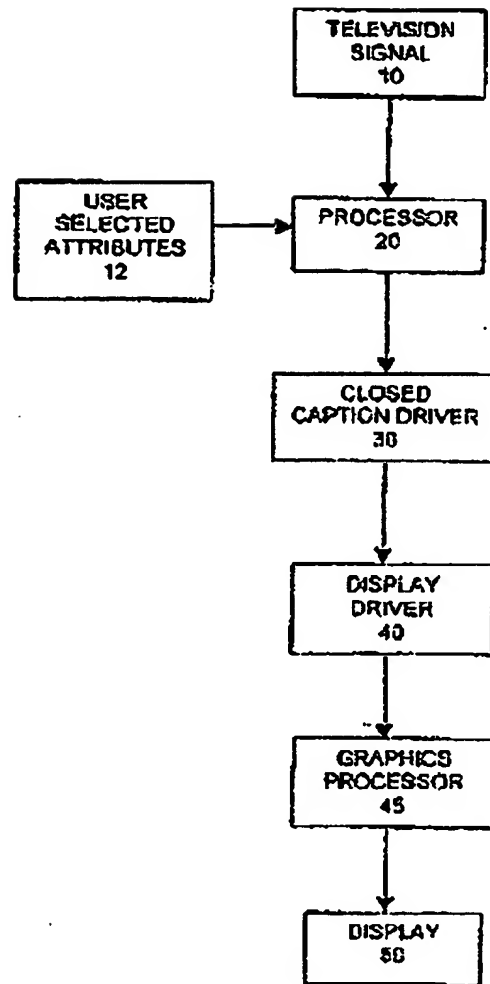 TELEVISION
SIGNAL
10
USER
SELECTED
ATTRIBUTES
12
PROCESSOR
20
CLOSED
CAPTION DRIVER
30
DISPLAY
DRIVER
40
GRAPHICS
PROCESSOR
45
DISPLAY
50